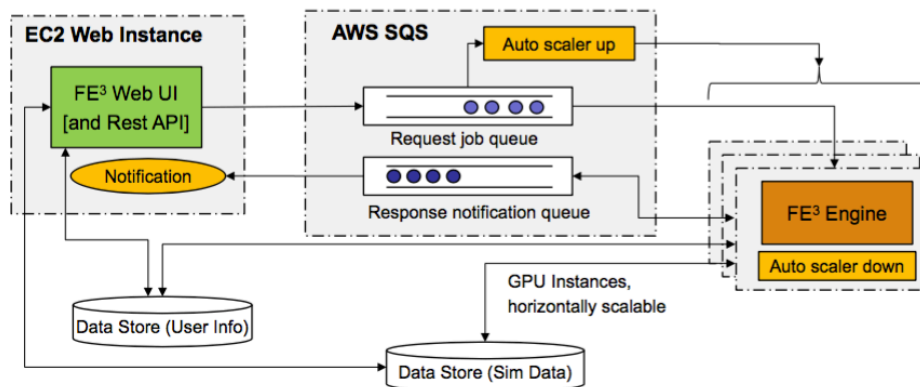 EC2 Web Instance
AWS SQS
Auto scaler up
FE³ Web UI
[and Rest API]
Request job queue
Notification
Response notification queue
FE³ Engine
Auto scaler down
GPU Instances,
horizontally scalable
Data Store (User Info)
Data Store (Sim Data)